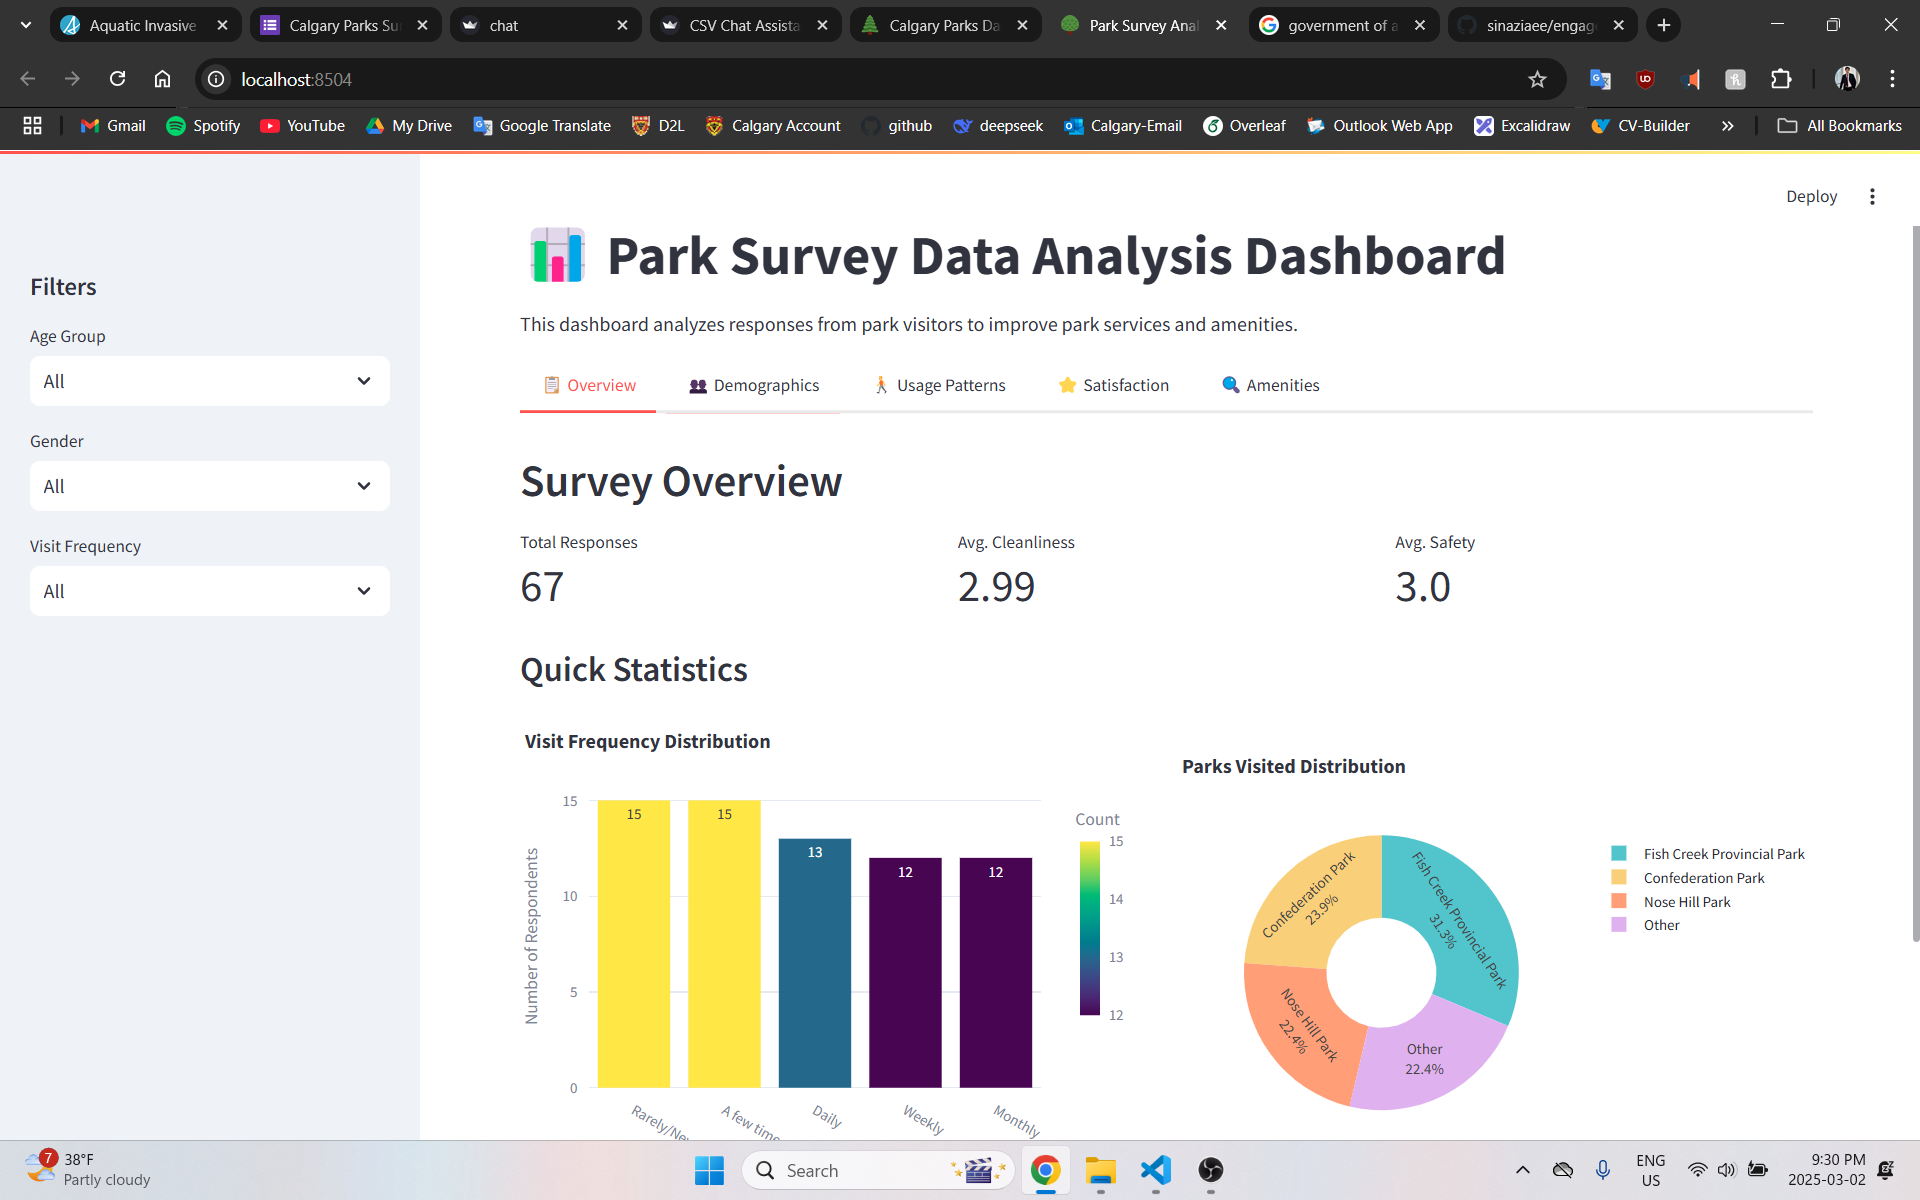 Aquatic Invasive
Calgary Parks Su
chat
CSV Chat Assista
Calgary Parks Da
Park Survey Anal
government of a
sinaziaee/engag
localhost:8504
Gmail
Spotify
YouTube
My Drive
Google Translate
D2L
Calgary Account
github
deepseek
Calgary-Email
Overleaf
Outlook Web App
Excalidraw
CV-Builder
All Bookmarks
Deploy
Filters
Age Group
All
Gender
All
Visit Frequency
All
Park Survey Data Analysis Dashboard
This dashboard analyzes responses from park visitors to improve park services and amenities.
Overview
Demographics
Usage Patterns
Satisfaction
Amenities
Survey Overview
Total Responses
67
Avg. Cleanliness
2.99
Avg. Safety
3.0
Quick Statistics
Visit Frequency Distribution
Number of Respondents
15
10
5
0
15
15
13
12
12
Rarely/Ne
A few time
Daily
Weekly
Monthly
Count
15
14
13
12
Parks Visited Distribution
Fish Creek Provincial Park
31.3%
Confederation Park
23.9%
Nose Hill Park
22.4%
Other
22.4%
Fish Creek Provincial Park
Confederation Park
Nose Hill Park
Other
7
38°F
Partly cloudy
Search
ENG
US
9:30 PM
2025-03-02